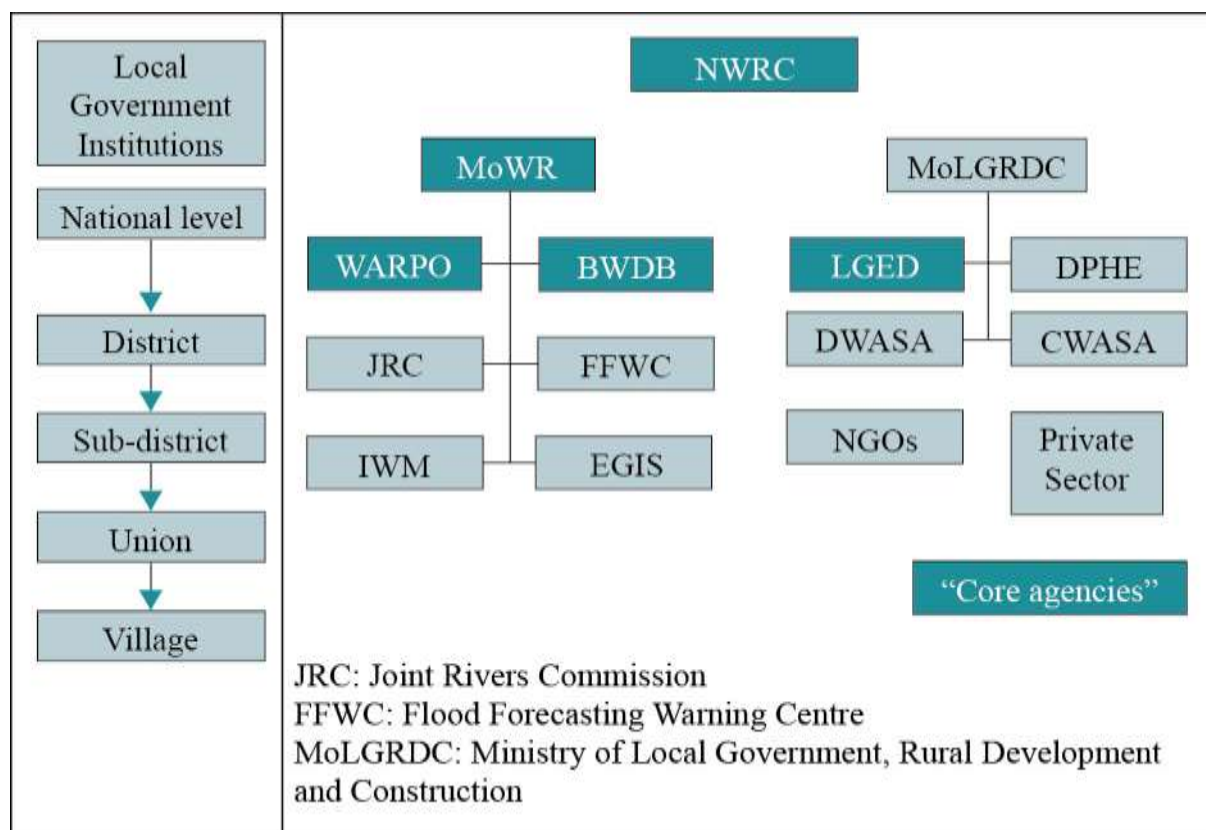 Local
Government
Institutions
National level
District
Sub-district
Union
Village
NWRC
MoWR
MoLGRDC
WARPO
BWDB
LGED
DPHE
JRC
FFWC
DWASA
CWASA
IWM
EGIS
NGOs
Private
Sector
“Core agencies”
JRC: Joint Rivers Commission
FFWC: Flood Forecasting Warning Centre
MoLGRDC: Ministry of Local Government, Rural Development
and Construction